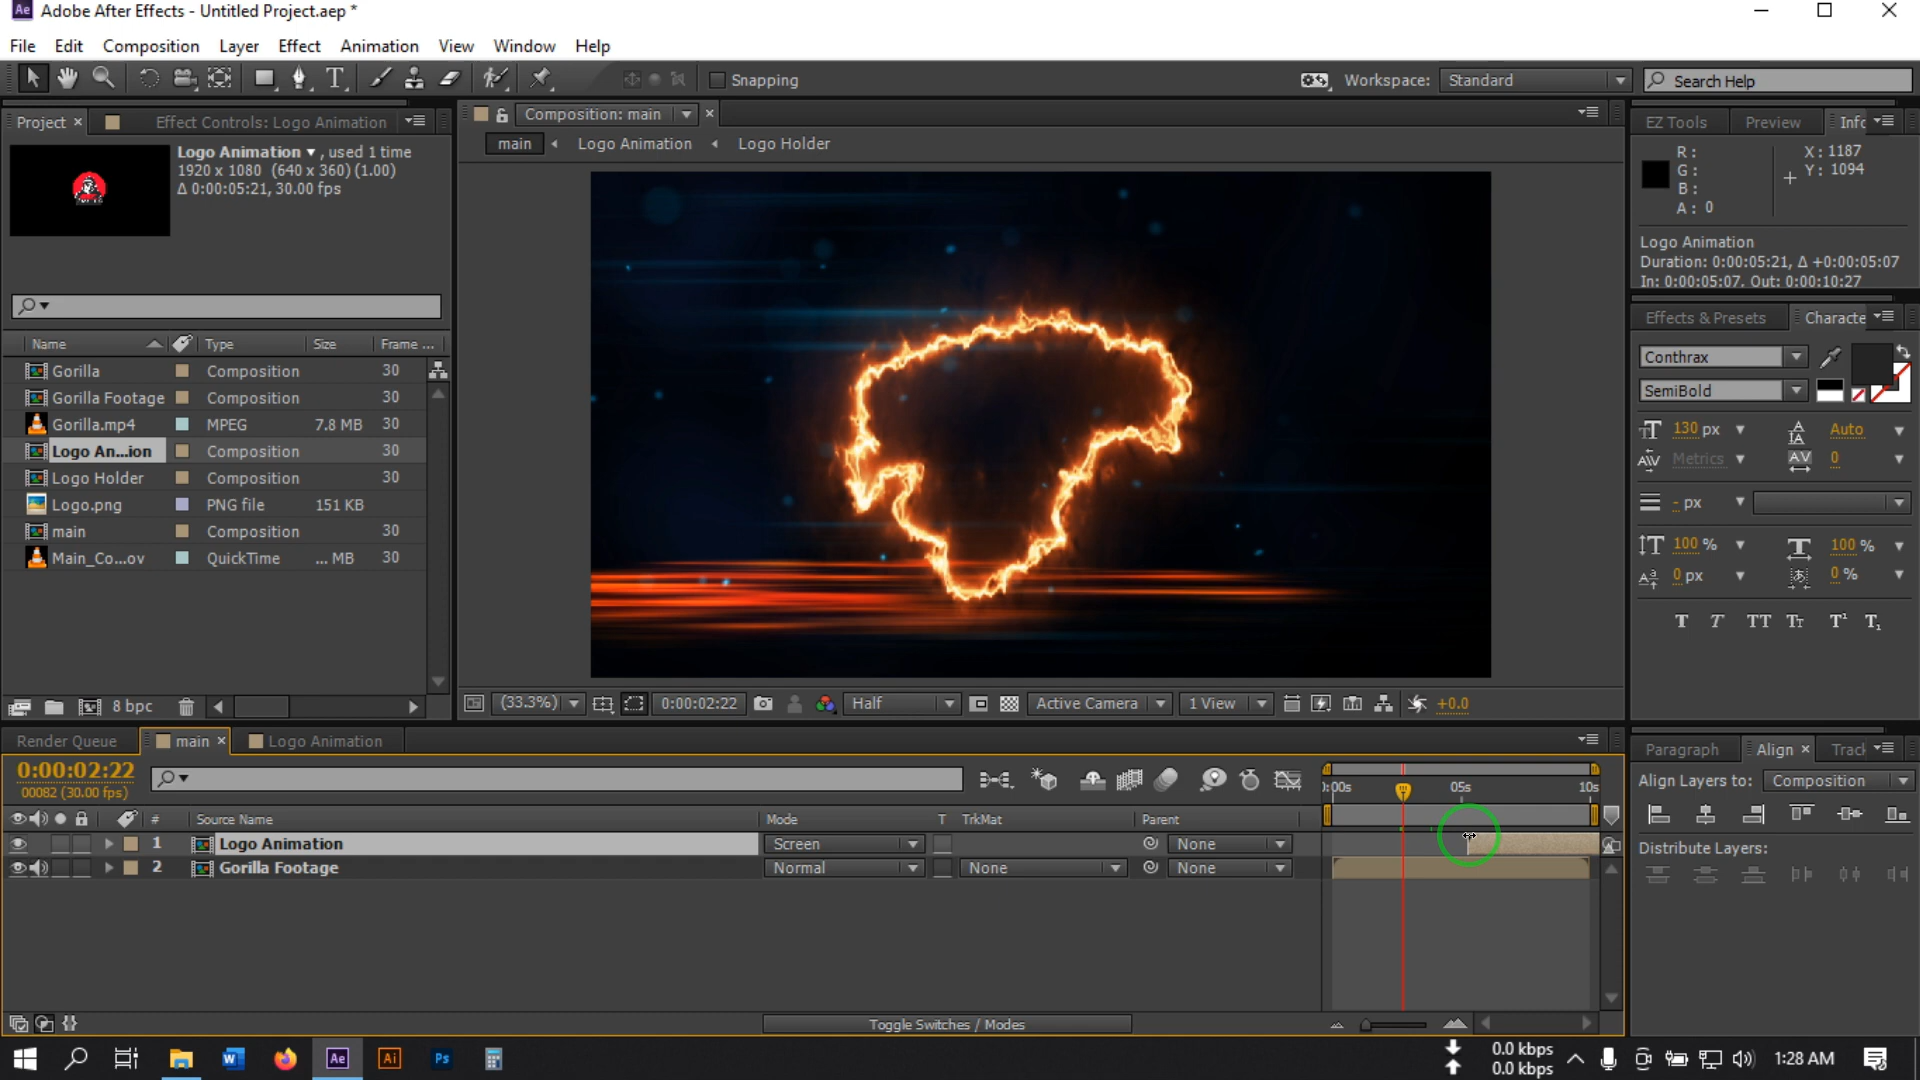 Ae Adobe After Effects - Untitled Project.aep *
File Edit Composition Layer Effect Animation View Window Help
Snapping
Workspace: Standard
Search Help
Project × Effect Controls: Logo Animation
Composition: main ×
EZ Tools Preview Info
main Logo Animation Logo Holder
Logo Animation ▼ , used 1 time
1920 x 1080 (640 x 360) (1.00)
Δ 0:00:05:21, 30.00 fps
R: X: 1187
G: Y: 1094
B:
A: 0
Logo Animation
Duration: 0:00:05:21, Δ +0:00:05:07
In: 0:00:05:07. Out: 0:00:10:27
Effects & Presets Characte
Name Type Size Frame ...
Gorilla Composition 30
Gorilla Footage Composition 30
Gorilla.mp4 MPEG 7.8 MB 30
Logo An...ion Composition 30
Logo Holder Composition 30
Logo.png PNG file 151 KB
main Composition 30
Main_Co...ov QuickTime ... MB 30
Conthrax
SemiBold
130 px Auto
Metrics 0
- px
100 % 100 %
0 px 0 %
8 bpc
(33.3%) 0:00:02:22 Half Active Camera 1 View +0.0
Render Queue main × Logo Animation
Paragraph Align × Track
0:00:02:22
00082 (30.00 fps)
0:00s 05s 10s
Align Layers to: Composition
Source Name Mode T TrkMat Parent
1 Logo Animation Screen None
2 Gorilla Footage Normal None None
Distribute Layers:
Toggle Switches / Modes
0.0 kbps
0.0 kbps
1:28 AM